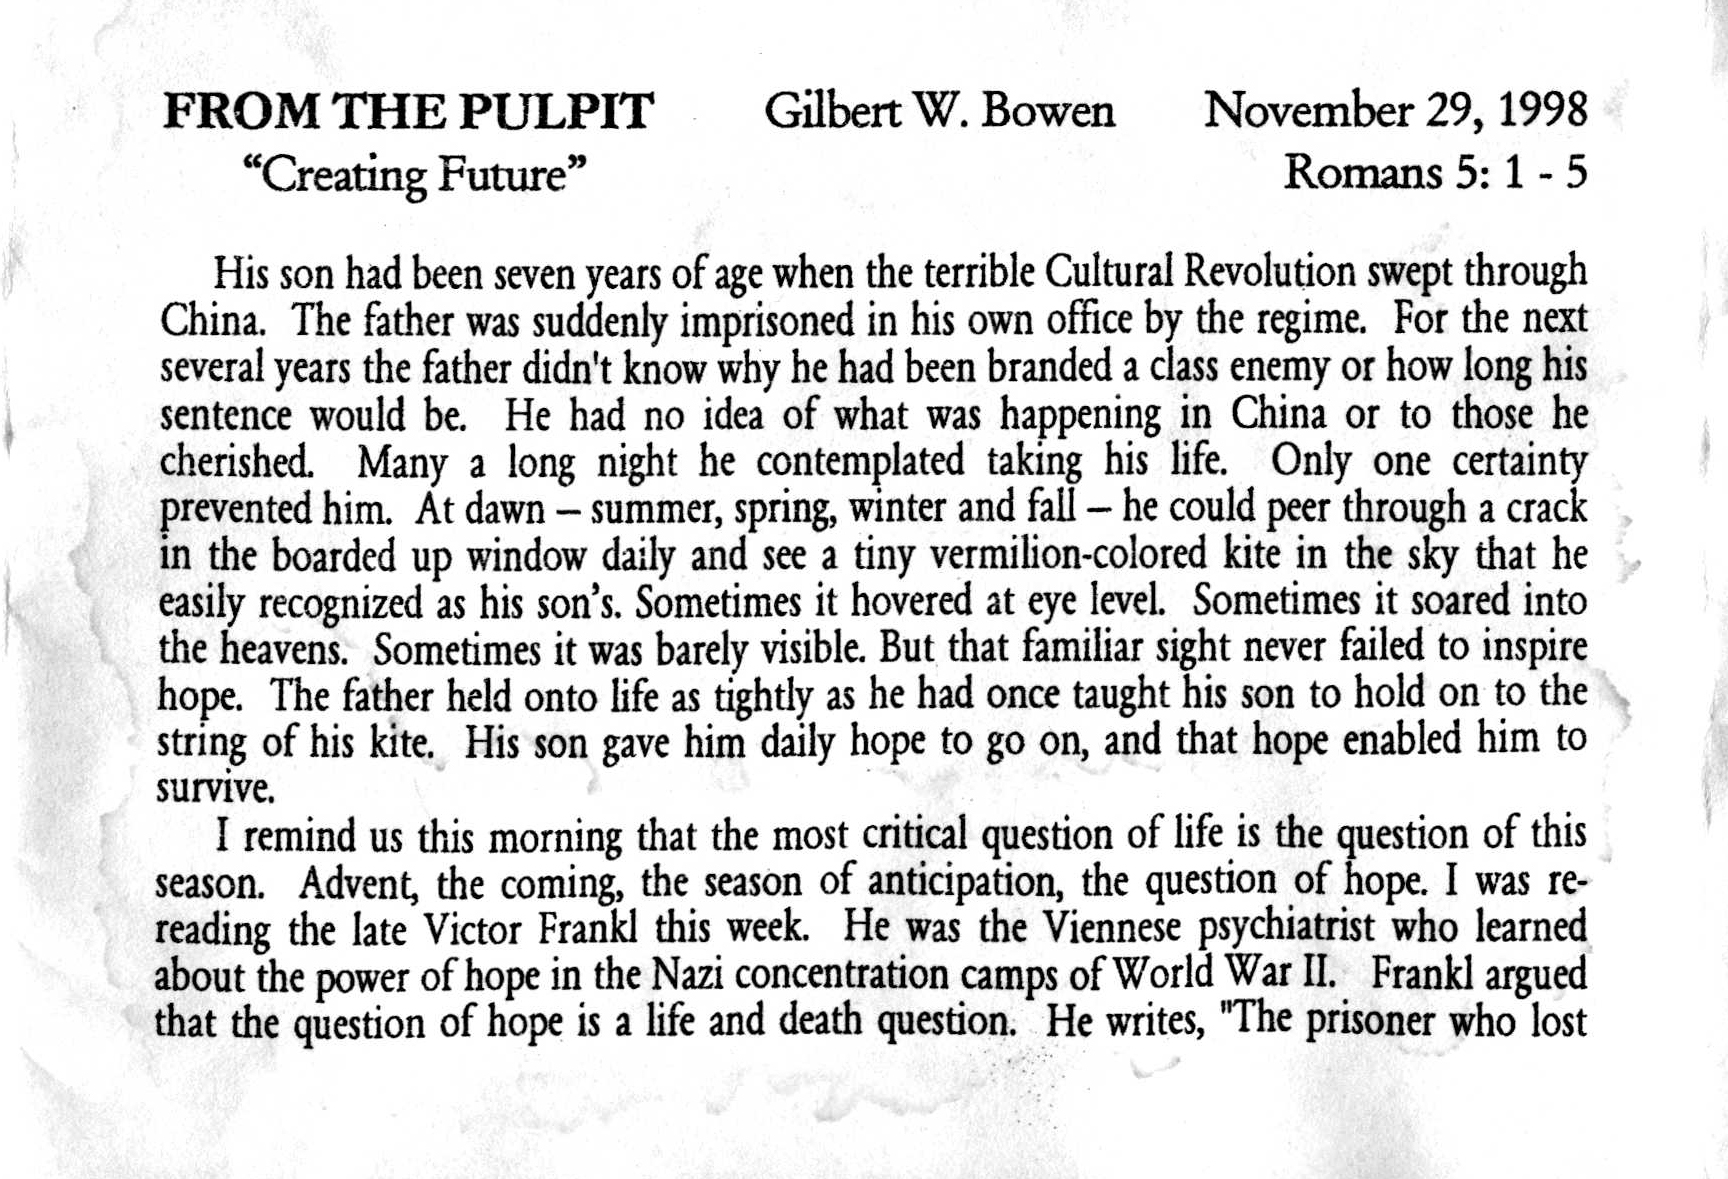 FROM THE PULPIT Gilbert W. Bowen November 29, 1998
“Creating Future” Romans 5: 1 - 5
His son had been seven years of age when the terrible Cultural Revolution swept through
China. The father was suddenly imprisoned in his own office by the regime. For the next
several years the father didn't know why he had been branded a class enemy or how long his
sentence would be. He had no idea of what was happening in China or to those he
cherished. Many a long night he contemplated taking his life. Only one certainty
prevented him. At dawn – summer, spring, winter and fall – he could peer through a crack
in the boarded up window daily and see a tiny vermilion-colored kite in the sky that he
easily recognized as his son’s. Sometimes it hovered at eye level. Sometimes it soared into
the heavens. Sometimes it was barely visible. But that familiar sight never failed to inspire
hope. The father held onto life as tightly as he had once taught his son to hold on to the
string of his kite. His son gave him daily hope to go on, and that hope enabled him to
survive.
I remind us this morning that the most critical question of life is the question of this
season. Advent, the coming, the season of anticipation, the question of hope. I was re-
reading the late Victor Frankl this week. He was the Viennese psychiatrist who learned
about the power of hope in the Nazi concentration camps of World War II. Frankl argued
that the question of hope is a life and death question. He writes, "The prisoner who lost